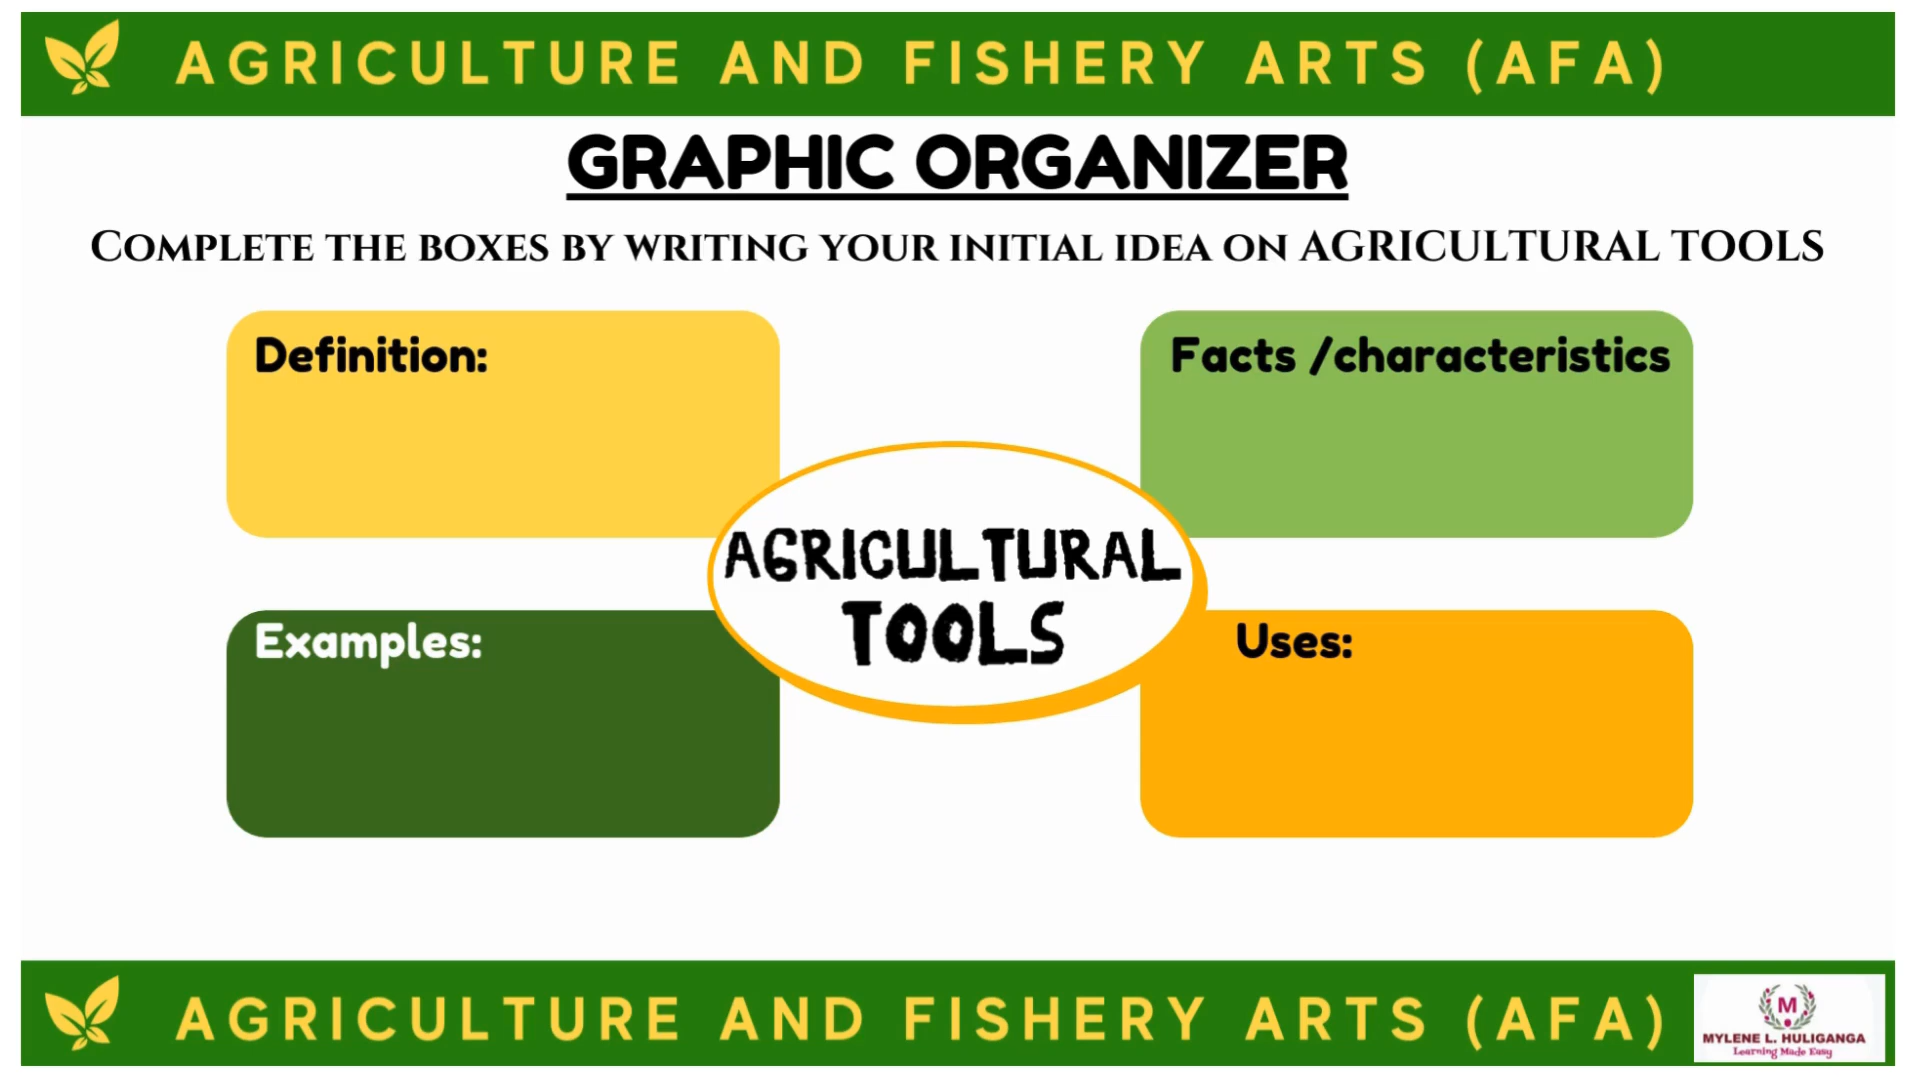 AGRICULTURE AND FISHERY ARTS (AFA)
GRAPHIC ORGANIZER
COMPLETE THE BOXES BY WRITING YOUR INITIAL IDEA ON AGRICULTURAL TOOLS
Definition:
Facts /characteristics
AGRICULTURAL
TOOLS
Examples:
Uses:
AGRICULTURE AND FISHERY ARTS (AFA)
M
MYLENE L. HULIGANGA
Learning Made Easy